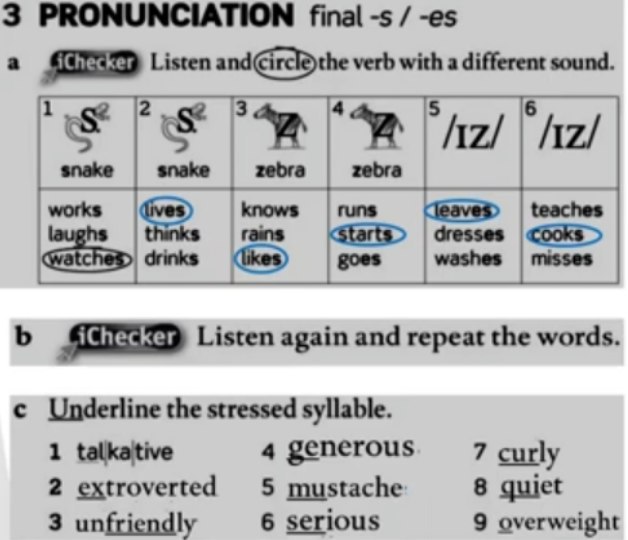 3 PRONUNCIATION final -s / -es
a iChecker Listen and circle the verb with a different sound.
1 S 2 S 3 Z 4 Z 5 /ɪz/ 6 /ɪz/
snake snake zebra zebra
works lives knows runs leaves teaches
laughs thinks rains starts dresses cooks
watches drinks likes goes washes misses
b iChecker Listen again and repeat the words.
c Underline the stressed syllable.
1 tal|ka|tive 4 generous 7 curly
2 extroverted 5 mustache 8 quiet
3 unfriendly 6 serious 9 overweight